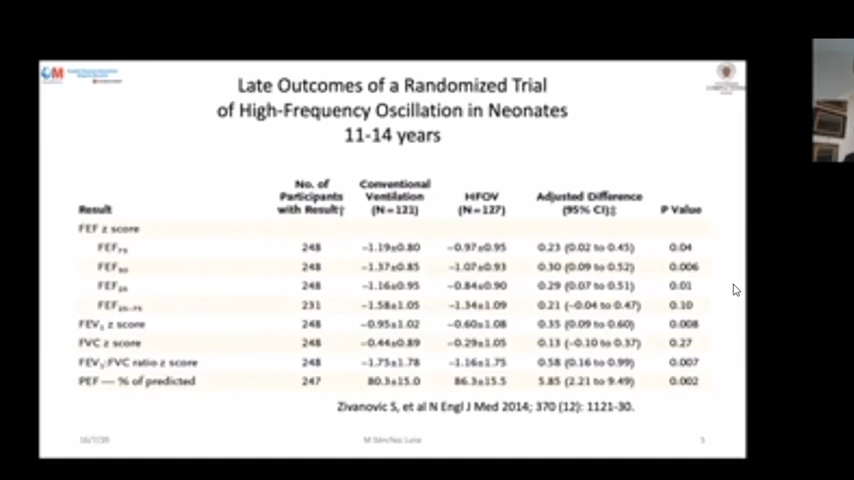 Late Outcomes of a Randomized Trial
of High-Frequency Oscillation in Neonates
11-14 years
No. of Participants with Result† Conventional Ventilation (N=121) HFOV (N=127) Adjusted Difference (95% CI)‡ P Value
Result
FEF z score
FEF75 248 −1.19±0.80 −0.97±0.95 0.23 (0.02 to 0.45) 0.04
FEF50 248 −1.37±0.85 −1.07±0.93 0.30 (0.09 to 0.52) 0.006
FEF25 248 −1.16±0.95 −0.84±0.90 0.29 (0.07 to 0.51) 0.01
FEF25–75 231 −1.58±1.05 −1.34±1.09 0.21 (−0.04 to 0.47) 0.10
FEV1 z score 248 −0.95±1.02 −0.60±1.08 0.35 (0.09 to 0.60) 0.008
FVC z score 248 −0.44±0.89 −0.29±1.05 0.13 (−0.10 to 0.37) 0.27
FEV1:FVC ratio z score 248 −1.75±1.78 −1.16±1.75 0.58 (0.16 to 0.99) 0.007
PEF — % of predicted 247 80.3±15.0 86.3±15.5 5.85 (2.21 to 9.49) 0.002
Zivanovic S, et al N Engl J Med 2014; 370 (12): 1121-30.
M Sánchez Luna 5